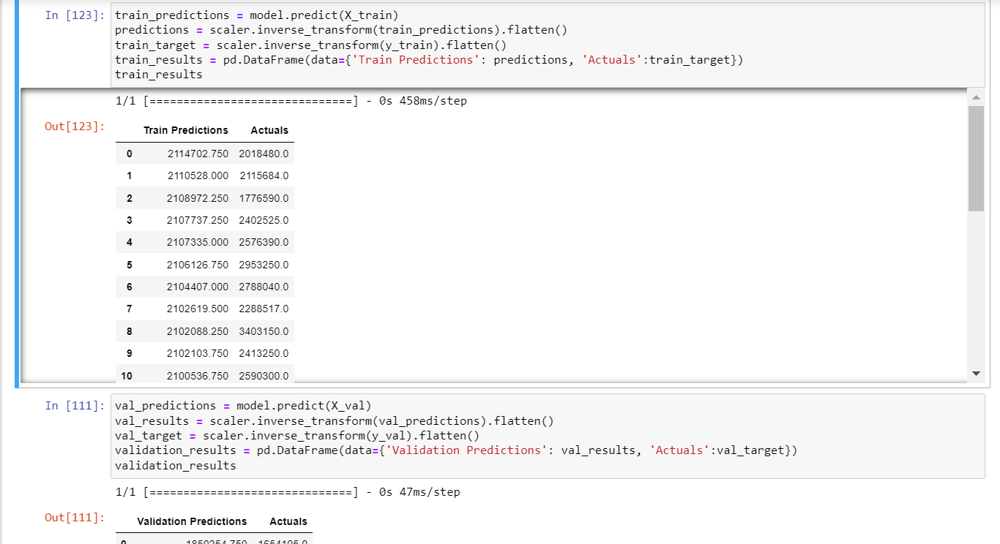 In [123]: train_predictions = model.predict(X_train)
predictions = scaler.inverse_transform(train_predictions).flatten()
train_target = scaler.inverse_transform(y_train).flatten()
train_results = pd.DataFrame(data={'Train Predictions': predictions, 'Actuals':train_target})
train_results
1/1 [==============================] - 0s 458ms/step
Out[123]:
Train Predictions Actuals
0 2114702.750 2018480.0
1 2110528.000 2115684.0
2 2108972.250 1776590.0
3 2107737.250 2402525.0
4 2107335.000 2576390.0
5 2106126.750 2953250.0
6 2104407.000 2788040.0
7 2102619.500 2288517.0
8 2102088.250 3403150.0
9 2102103.750 2413250.0
10 2100536.750 2590300.0
In [111]: val_predictions = model.predict(X_val)
val_results = scaler.inverse_transform(val_predictions).flatten()
val_target = scaler.inverse_transform(y_val).flatten()
validation_results = pd.DataFrame(data={'Validation Predictions': val_results, 'Actuals':val_target})
validation_results
1/1 [==============================] - 0s 47ms/step
Out[111]:
Validation Predictions Actuals